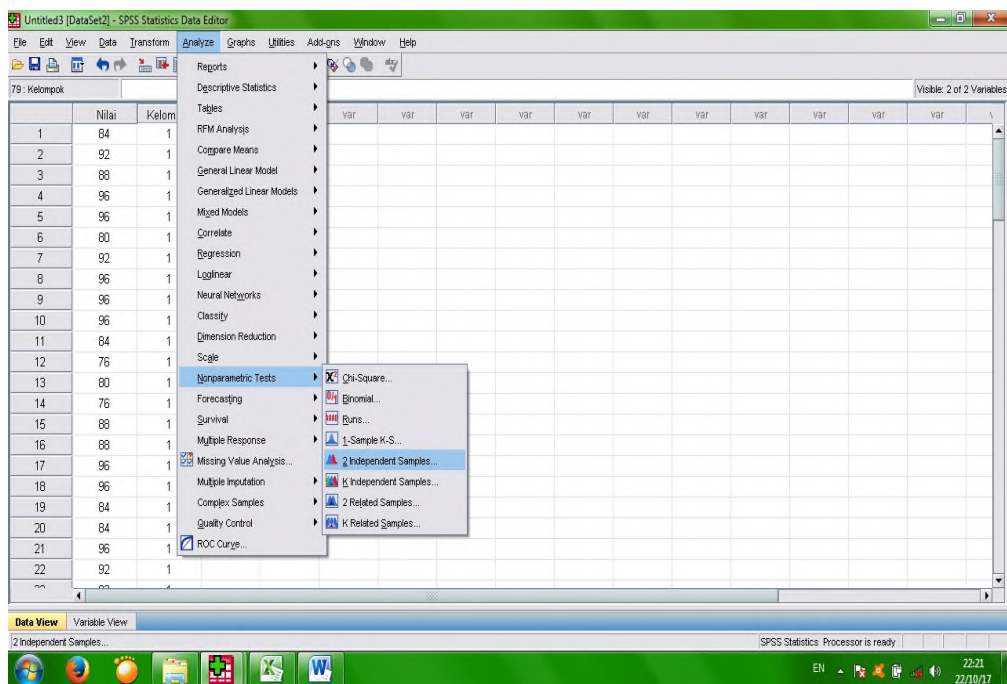 Untitled3 [DataSet2] - SPSS Statistics Data Editor
File Edit View Data Transform Analyze Graphs Utilities Add-ons Window Help
79 : Kelompok
Visible: 2 of 2 Variables
Nilai Kelom var var var var var var var var var var var
1 84 1
2 92 1
3 88 1
4 96 1
5 96 1
6 80 1
7 92 1
8 96 1
9 96 1
10 96 1
11 84 1
12 76 1
13 80 1
14 76 1
15 88 1
16 88 1
17 96 1
18 96 1
19 84 1
20 84 1
21 96 1
22 92 1
Reports
Descriptive Statistics
Tables
RFM Analysis
Compare Means
General Linear Model
Generalized Linear Models
Mixed Models
Correlate
Regression
Loglinear
Neural Networks
Classify
Dimension Reduction
Scale
Nonparametric Tests
Forecasting
Survival
Multiple Response
Missing Value Analysis...
Multiple Imputation
Complex Samples
Quality Control
ROC Curve...
Chi-Square...
Binomial...
Runs...
1-Sample K-S...
2 Independent Samples...
K Independent Samples...
2 Related Samples...
K Related Samples...
Data View Variable View
2 Independent Samples...
SPSS Statistics Processor is ready
EN
22:21
22/10/17